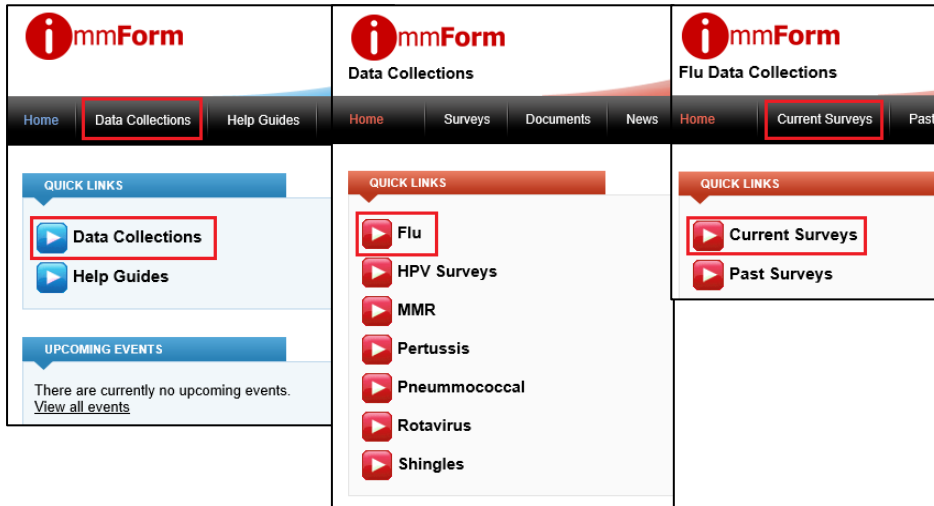 immForm
Home Data Collections Help Guides
QUICK LINKS
Data Collections
Help Guides
UPCOMING EVENTS
There are currently no upcoming events.
View all events
immForm
Data Collections
Home Surveys Documents News
QUICK LINKS
Flu
HPV Surveys
MMR
Pertussis
Pneummococcal
Rotavirus
Shingles
immForm
Flu Data Collections
Home Current Surveys Past
QUICK LINKS
Current Surveys
Past Surveys